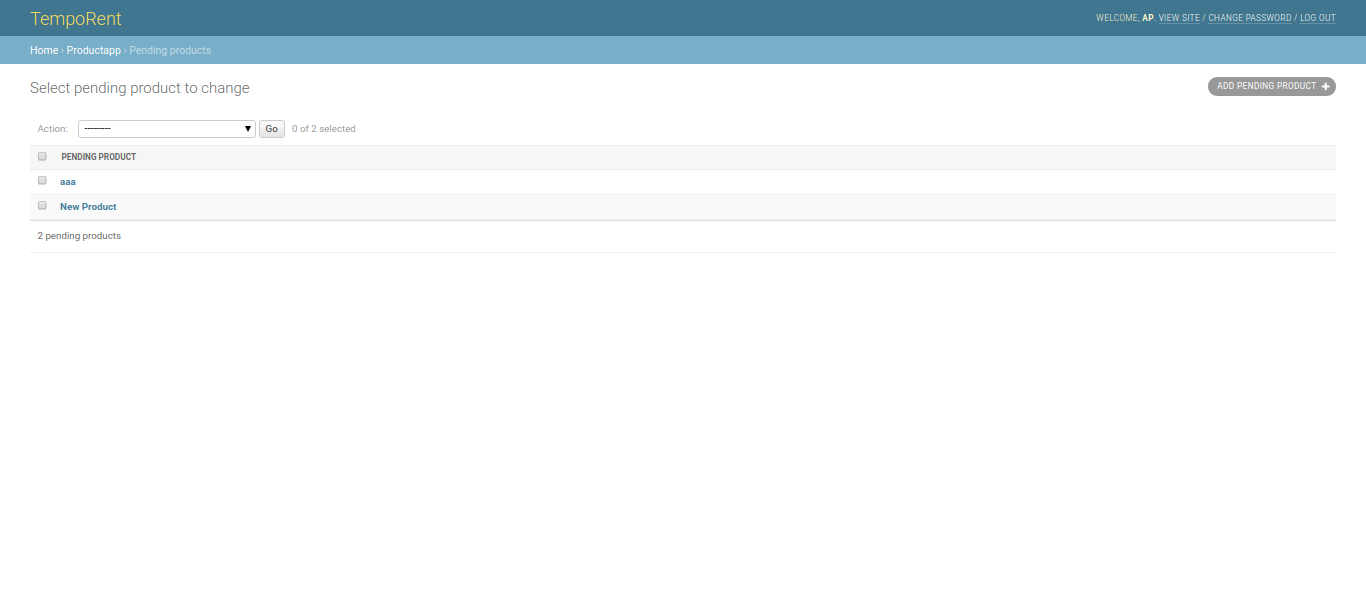 TempoRent
WELCOME, AP. VIEW SITE / CHANGE PASSWORD / LOG OUT
Home › Productapp › Pending products
Select pending product to change
ADD PENDING PRODUCT +
Action: --------- Go 0 of 2 selected
PENDING PRODUCT
aaa
New Product
2 pending products